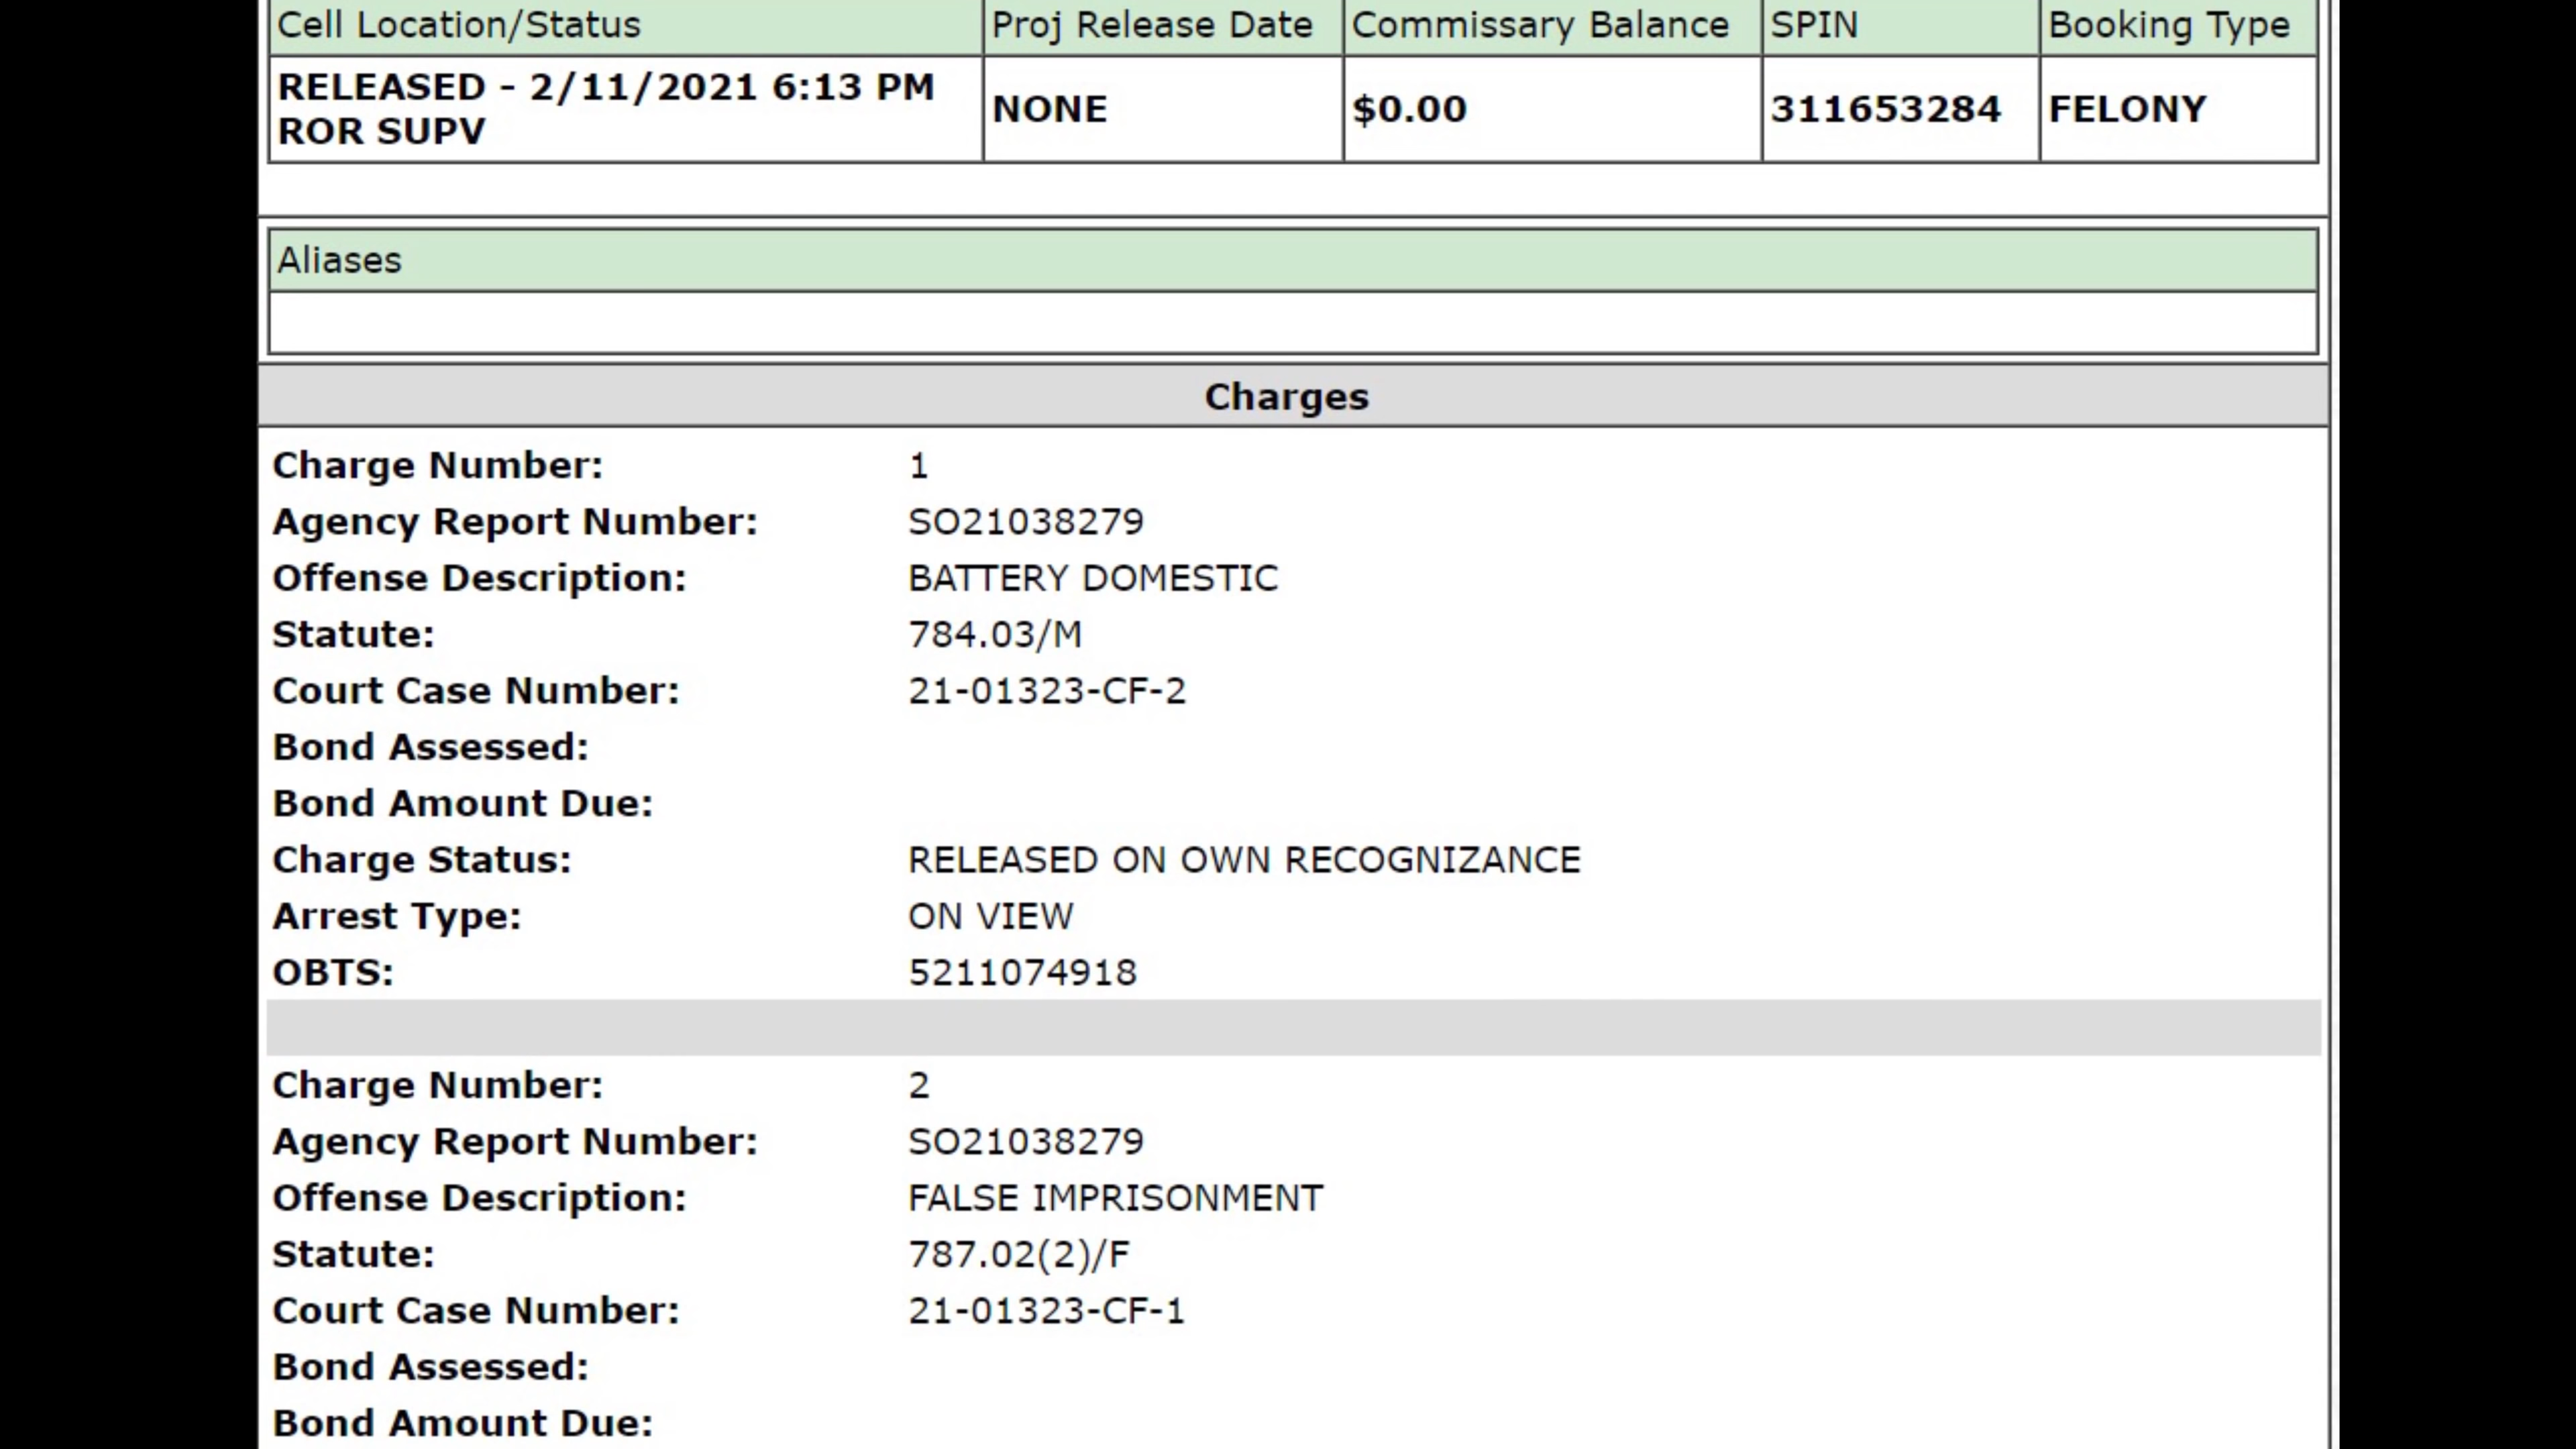 Cell Location/Status Proj Release Date Commissary Balance SPIN Booking Type
RELEASED - 2/11/2021 6:13 PM
ROR SUPV NONE $0.00 311653284 FELONY
Aliases
Charges
Charge Number: 1
Agency Report Number: SO21038279
Offense Description: BATTERY DOMESTIC
Statute: 784.03/M
Court Case Number: 21-01323-CF-2
Bond Assessed:
Bond Amount Due:
Charge Status: RELEASED ON OWN RECOGNIZANCE
Arrest Type: ON VIEW
OBTS: 5211074918
Charge Number: 2
Agency Report Number: SO21038279
Offense Description: FALSE IMPRISONMENT
Statute: 787.02(2)/F
Court Case Number: 21-01323-CF-1
Bond Assessed:
Bond Amount Due: